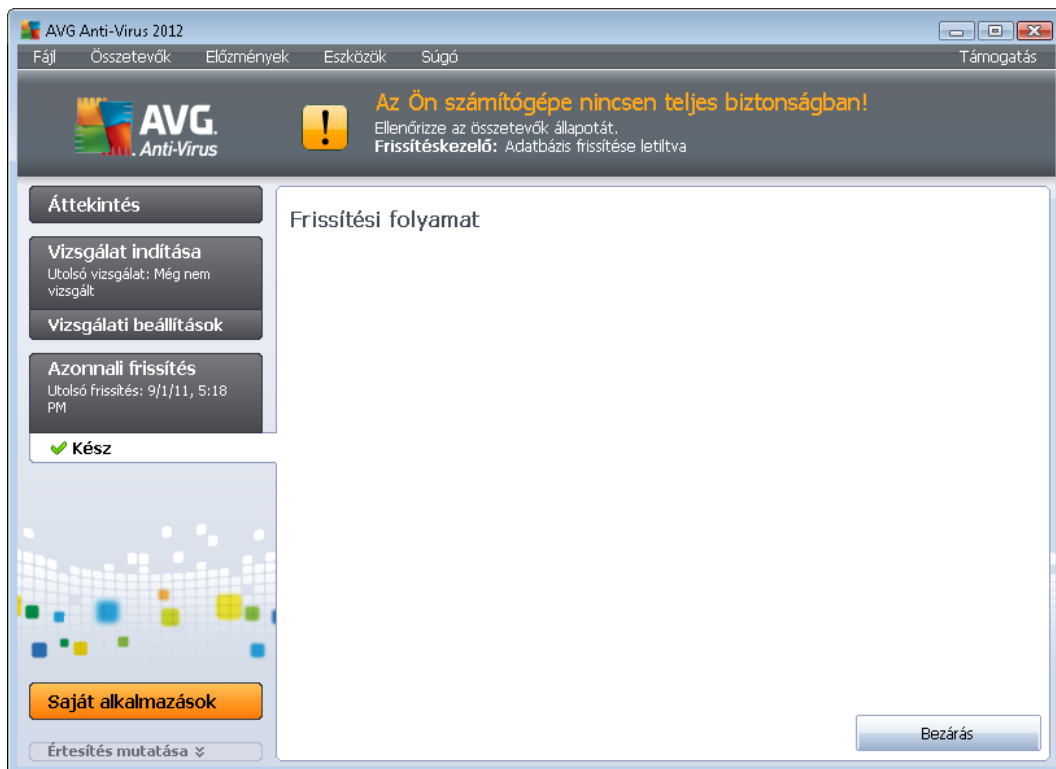 AVG Anti-Virus 2012
Fájl Összetevők Előzmények Eszközök Súgó Támogatás
AVG.
Anti-Virus
Az Ön számítógépe nincsen teljes biztonságban!
Ellenőrizze az összetevők állapotát.
Frissítéskezelő: Adatbázis frissítése letiltva
Áttekintés
Vizsgálat indítása
Utolsó vizsgálat: Még nem
vizsgált
Vizsgálati beállítások
Azonnali frissítés
Utolsó frissítés: 9/1/11, 5:18
PM
Kész
Saját alkalmazások
Értesítés mutatása
Frissítési folyamat
Bezárás